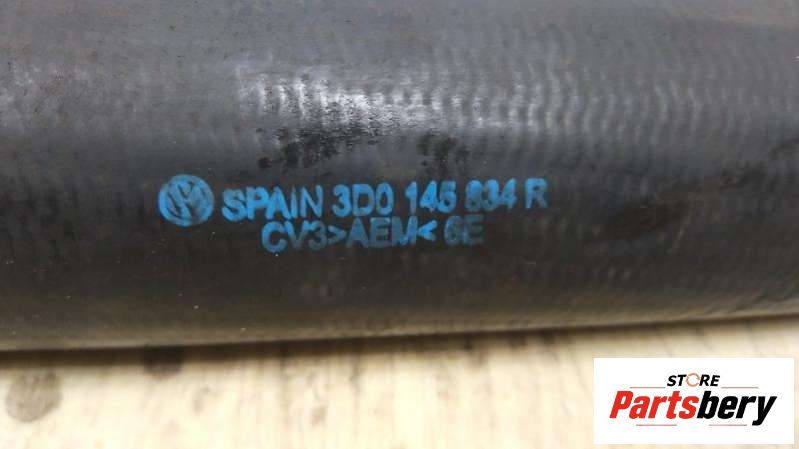 SPAIN 3D0 145 834 R
CV3>AEM< 6E
STORE
Partsbery